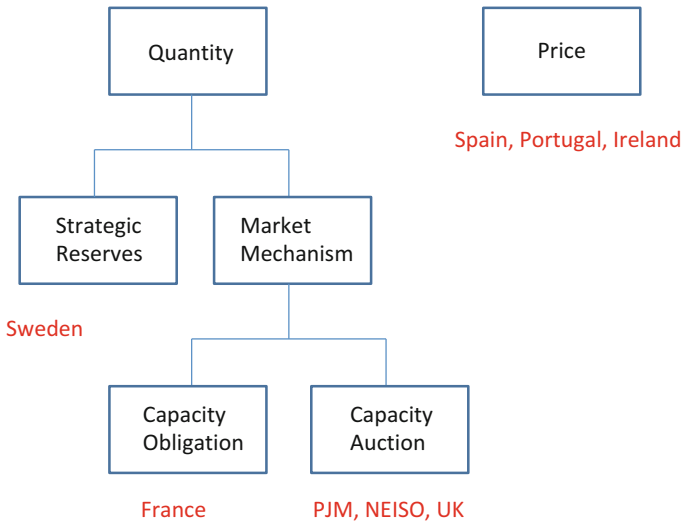 Quantity
Price
Spain, Portugal, Ireland
Strategic
Reserves
Market
Mechanism
Sweden
Capacity
Obligation
Capacity
Auction
France
PJM, NEISO, UK